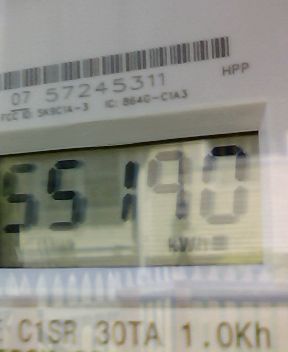 HPP
07 57245311
FCC ID: SK9C1A-3 IC: 864G-C1A3
55190
kWh
C1SR 30TA 1.0Kh